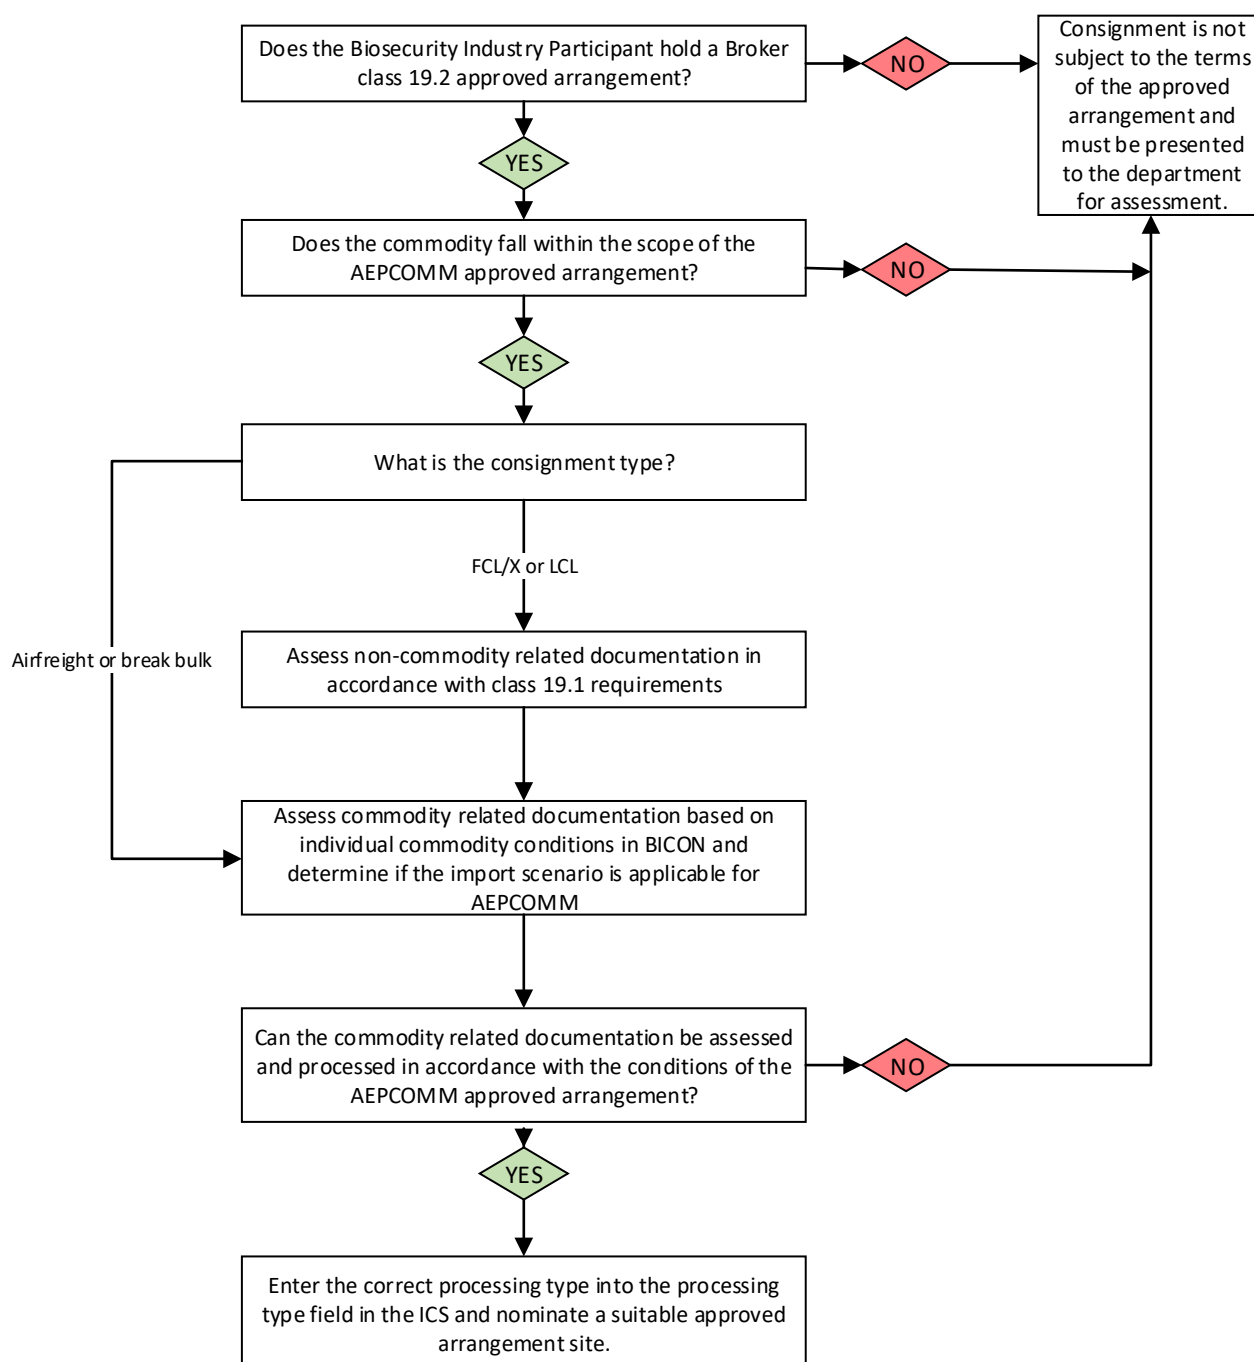 Does the Biosecurity Industry Participant hold a Broker
class 19.2 approved arrangement?
NO
Consignment is not
subject to the terms
of the approved
arrangement and
must be presented
to the department
for assessment.
YES
Does the commodity fall within the scope of the
AEPCOMM approved arrangement?
NO
YES
What is the consignment type?
FCL/X or LCL
Airfreight or break bulk
Assess non-commodity related documentation in
accordance with class 19.1 requirements
Assess commodity related documentation based on
individual commodity conditions in BICON and
determine if the import scenario is applicable for
AEPCOMM
Can the commodity related documentation be assessed
and processed in accordance with the conditions of the
AEPCOMM approved arrangement?
NO
YES
Enter the correct processing type into the processing
type field in the ICS and nominate a suitable approved
arrangement site.